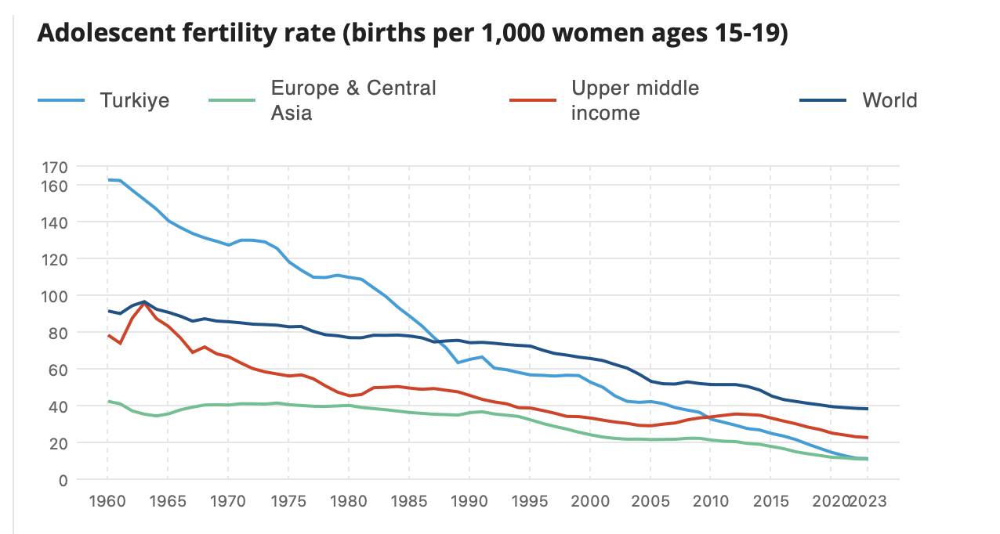 Adolescent fertility rate (births per 1,000 women ages 15-19)
Turkiye
Europe & Central
Asia
Upper middle
income
World
170
160
140
120
100
80
60
40
20
0
1960 1965 1970 1975 1980 1985 1990 1995 2000 2005 2010 2015 2020 2023